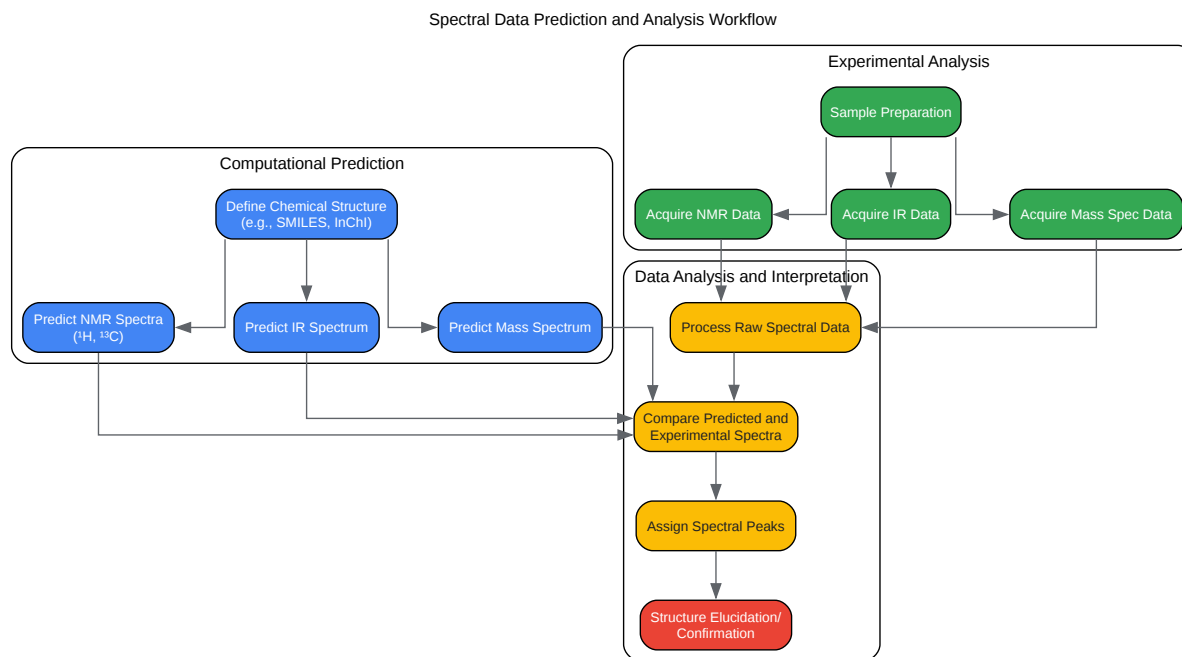 Spectral Data Prediction and Analysis Workflow
Experimental Analysis
Sample Preparation
Computational Prediction
Define Chemical Structure
(e.g., SMILES, InChI)
Acquire NMR Data
Acquire IR Data
Acquire Mass Spec Data
Data Analysis and Interpretation
Predict NMR Spectra
(¹H, ¹³C)
Predict IR Spectrum
Predict Mass Spectrum
Process Raw Spectral Data
Compare Predicted and
Experimental Spectra
Assign Spectral Peaks
Structure Elucidation/
Confirmation